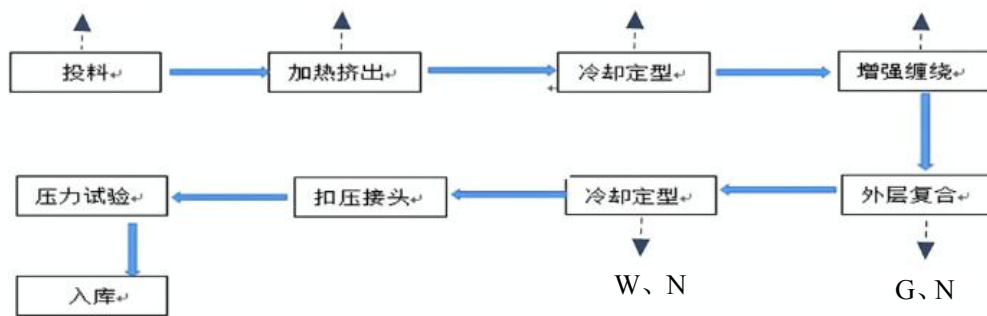 投料
加热挤出
冷却定型
增强缠绕
压力试验
扣压接头
冷却定型
外层复合
W、N
G、N
入库